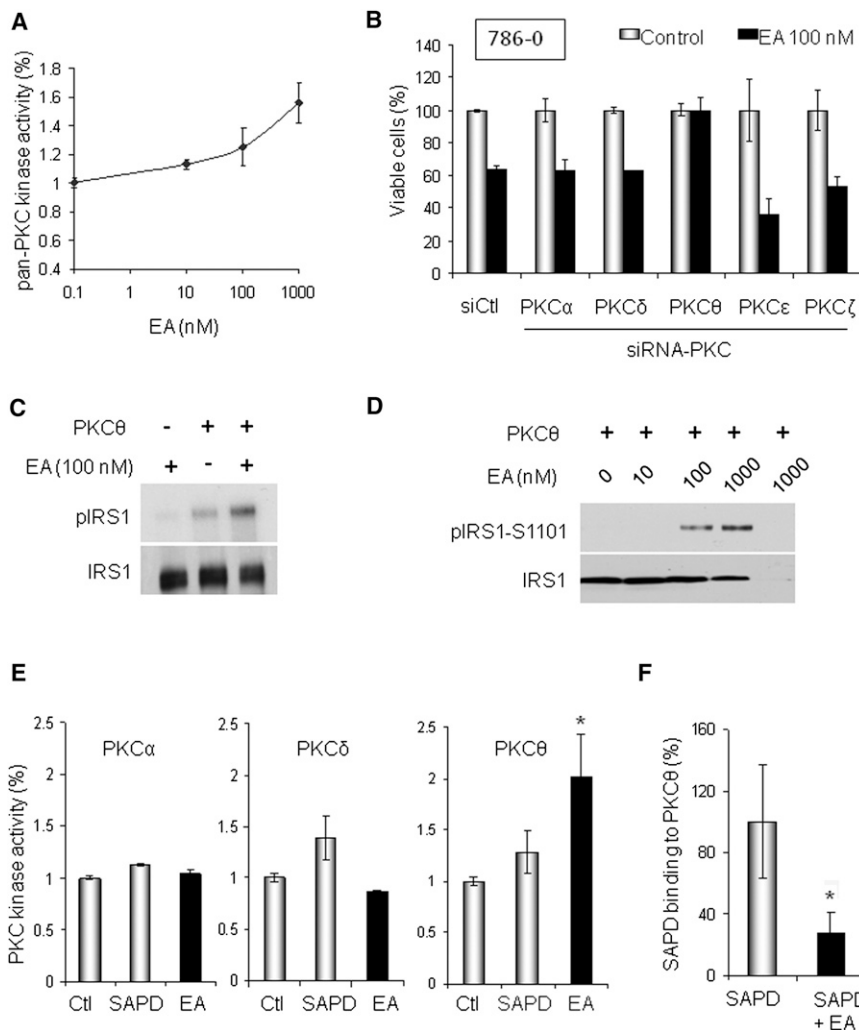 A
pan-PKC kinase activity (%)
1.8
1.6
1.4
1.2
1
0.8
0.6
0.4
0.1 1 10 100 1000
EA (nM)
B
786-0
Control EA 100 nM
Viable cells (%)
140
120
100
80
60
40
20
0
siCtl PKCα PKCδ PKCθ PKCε PKCζ
siRNA-PKC
C
PKCθ - + +
EA (100 nM) + - +
pIRS1
IRS1
D
PKCθ + + + + +
EA (nM) 0 10 100 1000 1000
pIRS1-S1101
IRS1
E
PKC kinase activity (%)
2.5
2
1.5
1
0.5
0
PKCα
Ctl SAPD EA
2.5
2
1.5
1
0.5
0
PKCδ
Ctl SAPD EA
2.5
2
1.5
1
0.5
0
PKCθ
*
Ctl SAPD EA
F
SAPD binding to PKCθ (%)
160
120
80
40
0
*
SAPD SAPD
+ EA